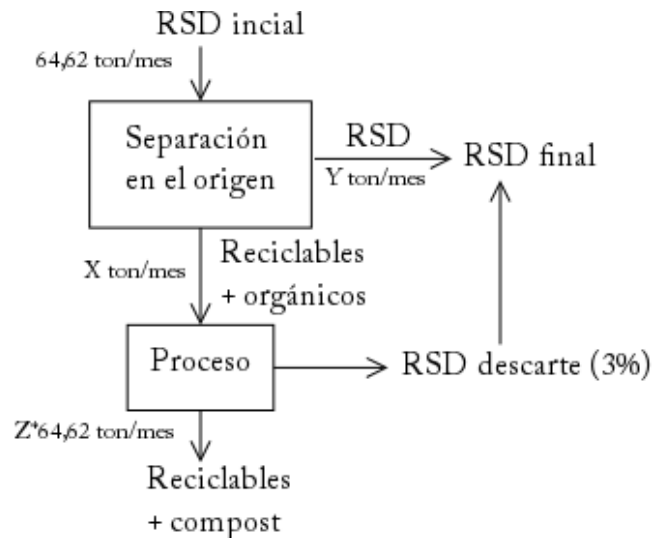 RSD incial
64,62 ton/mes
Separación
en el origen
RSD
Y ton/mes
RSD final
X ton/mes
Reciclables
+ orgánicos
Proceso
RSD descarte (3%)
Z*64,62 ton/mes
Reciclables
+ compost